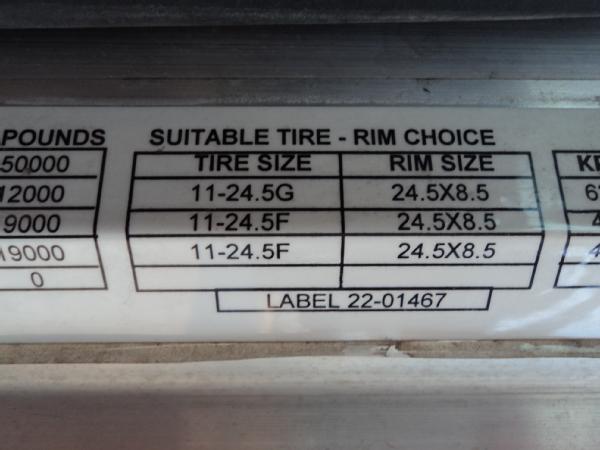 POUNDS SUITABLE TIRE - RIM CHOICE
50000 TIRE SIZE RIM SIZE
12000 11-24.5G 24.5X8.5
9000 11-24.5F 24.5X8.5
19000 11-24.5F 24.5X8.5
0
LABEL 22-01467